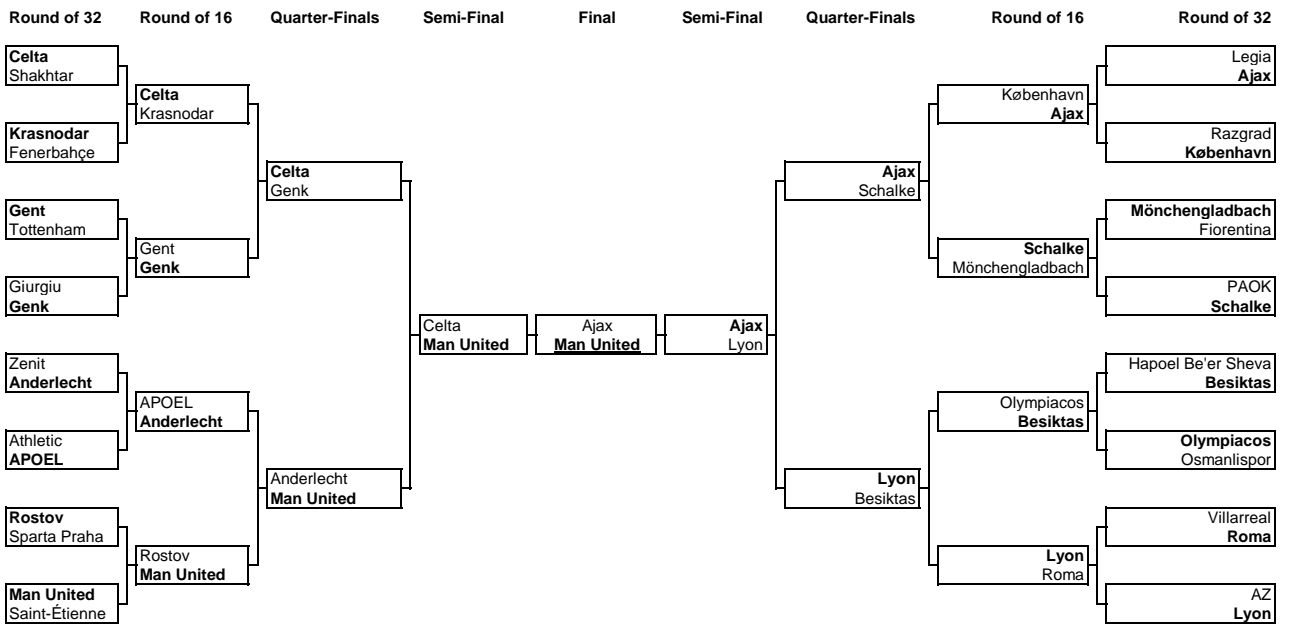 Round of 32 Round of 16 Quarter-Finals Semi-Final Final Semi-Final Quarter-Finals Round of 16 Round of 32
Celta
Shakhtar
Krasnodar
Fenerbahçe
Gent
Tottenham
Giurgiu
Genk
Zenit
Anderlecht
Athletic
APOEL
Rostov
Sparta Praha
Man United
Saint-Étienne
Celta
Krasnodar
Gent
Genk
APOEL
Anderlecht
Rostov
Man United
Celta
Genk
Anderlecht
Man United
Celta
Man United
Ajax
Man United
Ajax
Lyon
Ajax
Schalke
Lyon
Besiktas
København
Ajax
Schalke
Mönchengladbach
Olympiacos
Besiktas
Lyon
Roma
Legia
Ajax
Razgrad
København
Mönchengladbach
Fiorentina
PAOK
Schalke
Hapoel Be'er Sheva
Besiktas
Olympiacos
Osmanlispor
Villarreal
Roma
AZ
Lyon